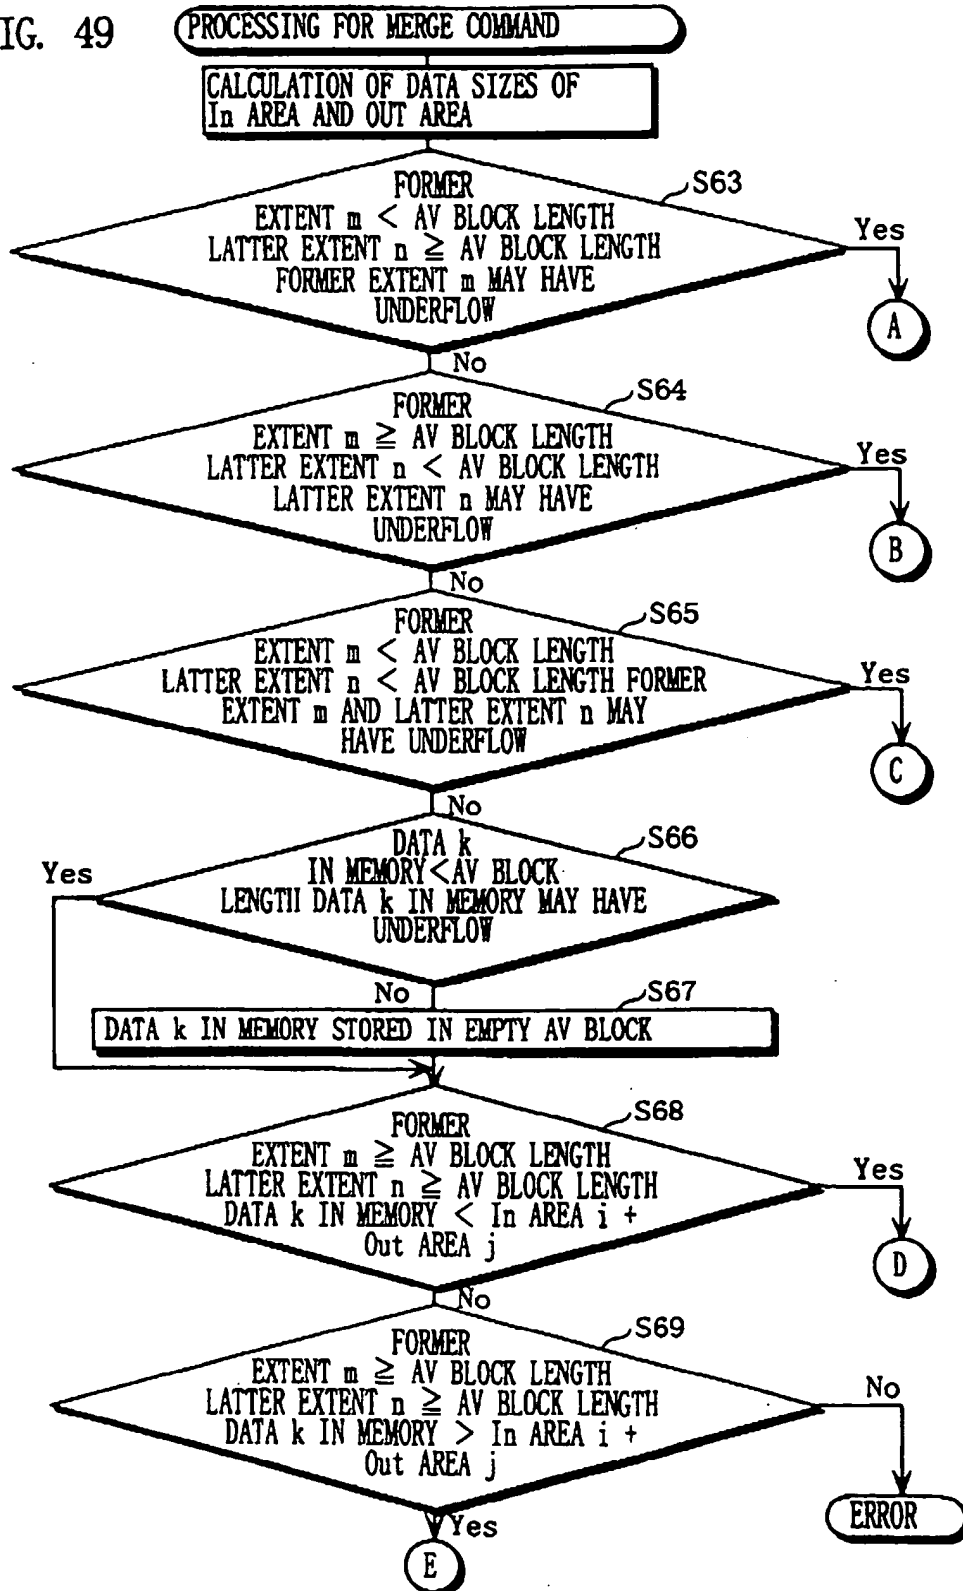 IG. 49
PROCESSING FOR MERGE COMMAND
CALCULATION OF DATA SIZES OF
In AREA AND OUT AREA
S63
FORMER
EXTENT m < AV BLOCK LENGTH
LATTER EXTENT n ≧ AV BLOCK LENGTH
FORMER EXTENT m MAY HAVE
UNDERFLOW
Yes
A
No
S64
FORMER
EXTENT m ≧ AV BLOCK LENGTH
LATTER EXTENT n < AV BLOCK LENGTH
LATTER EXTENT n MAY HAVE
UNDERFLOW
Yes
B
No
S65
FORMER
EXTENT m < AV BLOCK LENGTH
LATTER EXTENT n < AV BLOCK LENGTH FORMER
EXTENT m AND LATTER EXTENT n MAY
HAVE UNDERFLOW
Yes
C
No
S66
DATA k
IN MEMORY<AV BLOCK
LENGTH DATA k IN MEMORY MAY HAVE
UNDERFLOW
Yes
No
S67
DATA k IN MEMORY STORED IN EMPTY AV BLOCK
S68
FORMER
EXTENT m ≧ AV BLOCK LENGTH
LATTER EXTENT n ≧ AV BLOCK LENGTH
DATA k IN MEMORY < In AREA i +
Out AREA j
Yes
D
No
S69
FORMER
EXTENT m ≧ AV BLOCK LENGTH
LATTER EXTENT n ≧ AV BLOCK LENGTH
DATA k IN MEMORY > In AREA i +
Out AREA j
No
ERROR
Yes
E